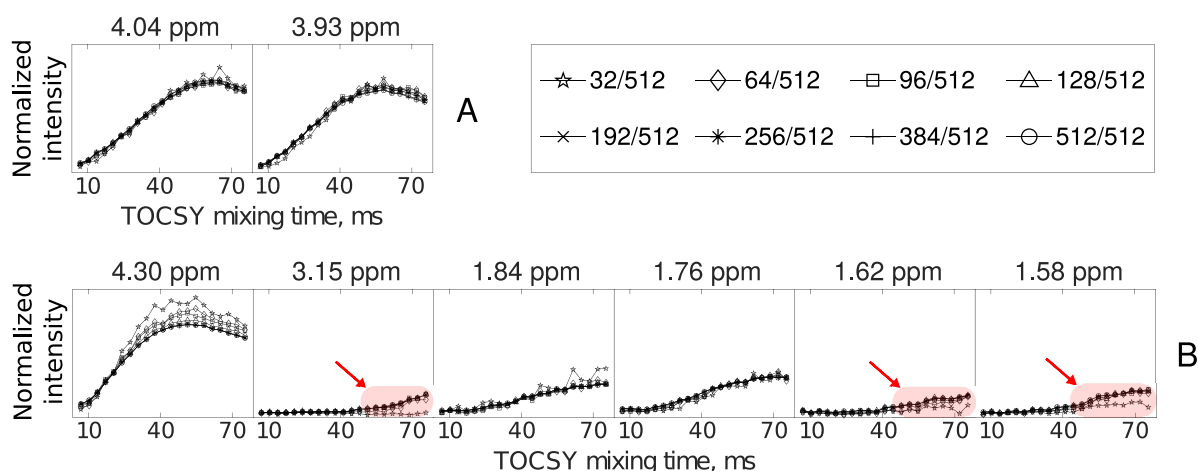 4.04 ppm 3.93 ppm
Normalized
intensity
10 40 70 10 40 70
TOCSY mixing time, ms
A
32/512 64/512 96/512 128/512
192/512 256/512 384/512 512/512
4.30 ppm 3.15 ppm 1.84 ppm 1.76 ppm 1.62 ppm 1.58 ppm
Normalized
intensity
B
10 40 70 10 40 70 10 40 70 10 40 70 10 40 70 10 40 70
TOCSY mixing time, ms